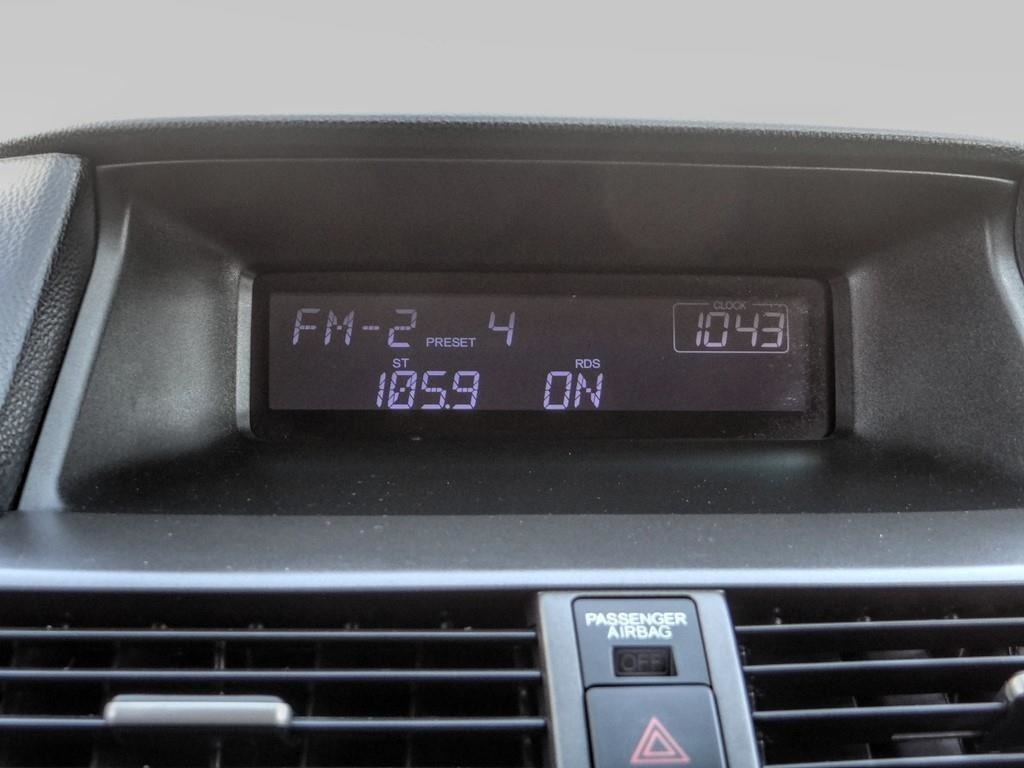 CLOCK
FM-2 PRESET 4 1043
ST RDS
105.9 ON
PASSENGER
AIRBAG
OFF